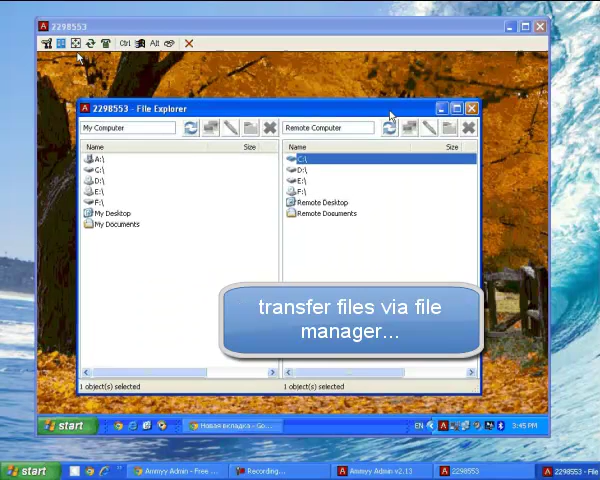 2298553
Ctrl Alt
2298553 - File Explorer
My Computer
Remote Computer
Name Size
Name Size
A:\
C:\
D:\
E:\
F:\
My Desktop
My Documents
C:\
D:\
E:\
F:\
Remote Desktop
Remote Documents
transfer files via file
manager...
1 object(s) selected
1 object(s) selected
start
Новая вкладка - Go...
EN
3:45 PM
start
Ammyy Admin - Free ...
Recording...
Ammyy Admin v2.13
2298553
2298553 - File